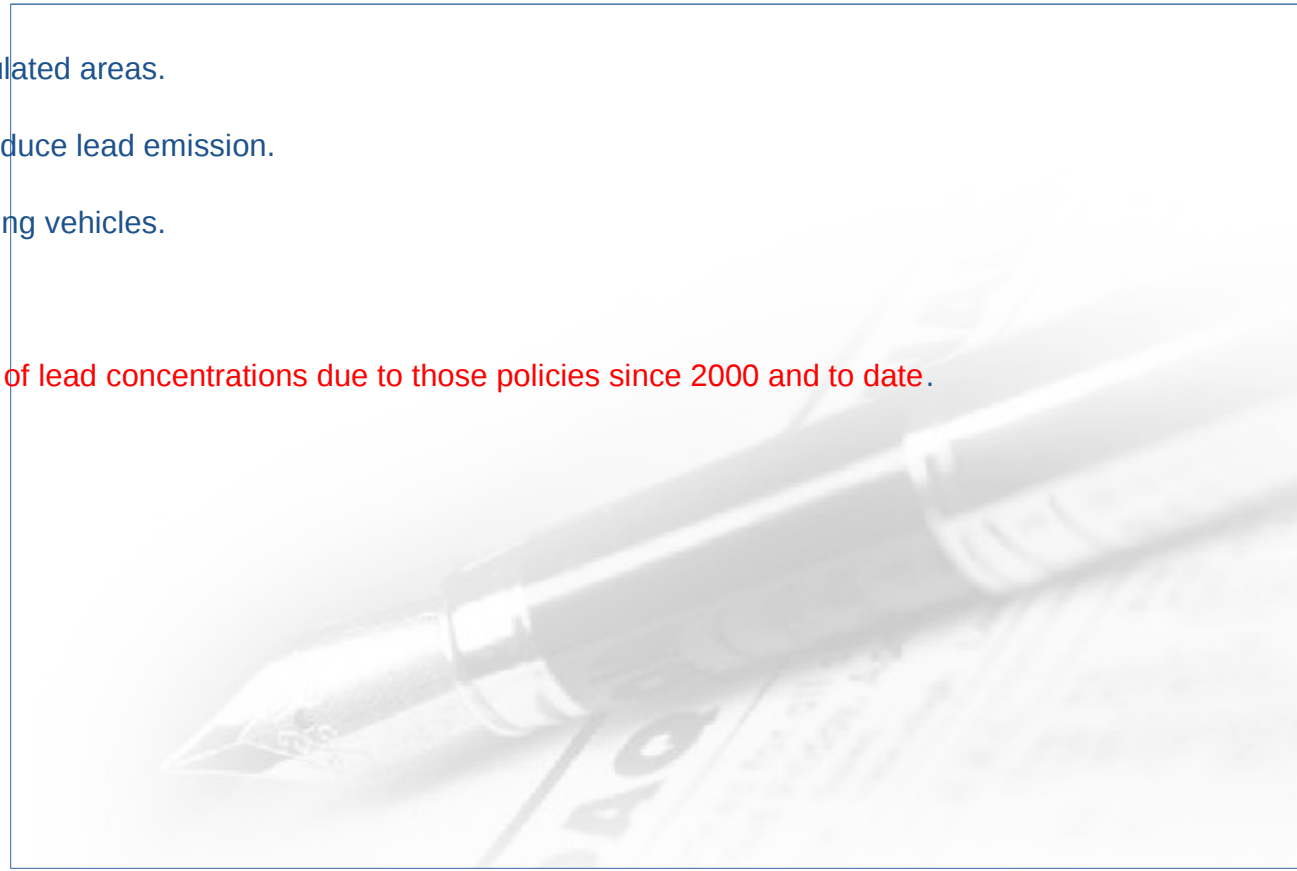 lated areas.
duce lead emission.
ng vehicles.
of lead concentrations due to those policies since 2000 and to date.